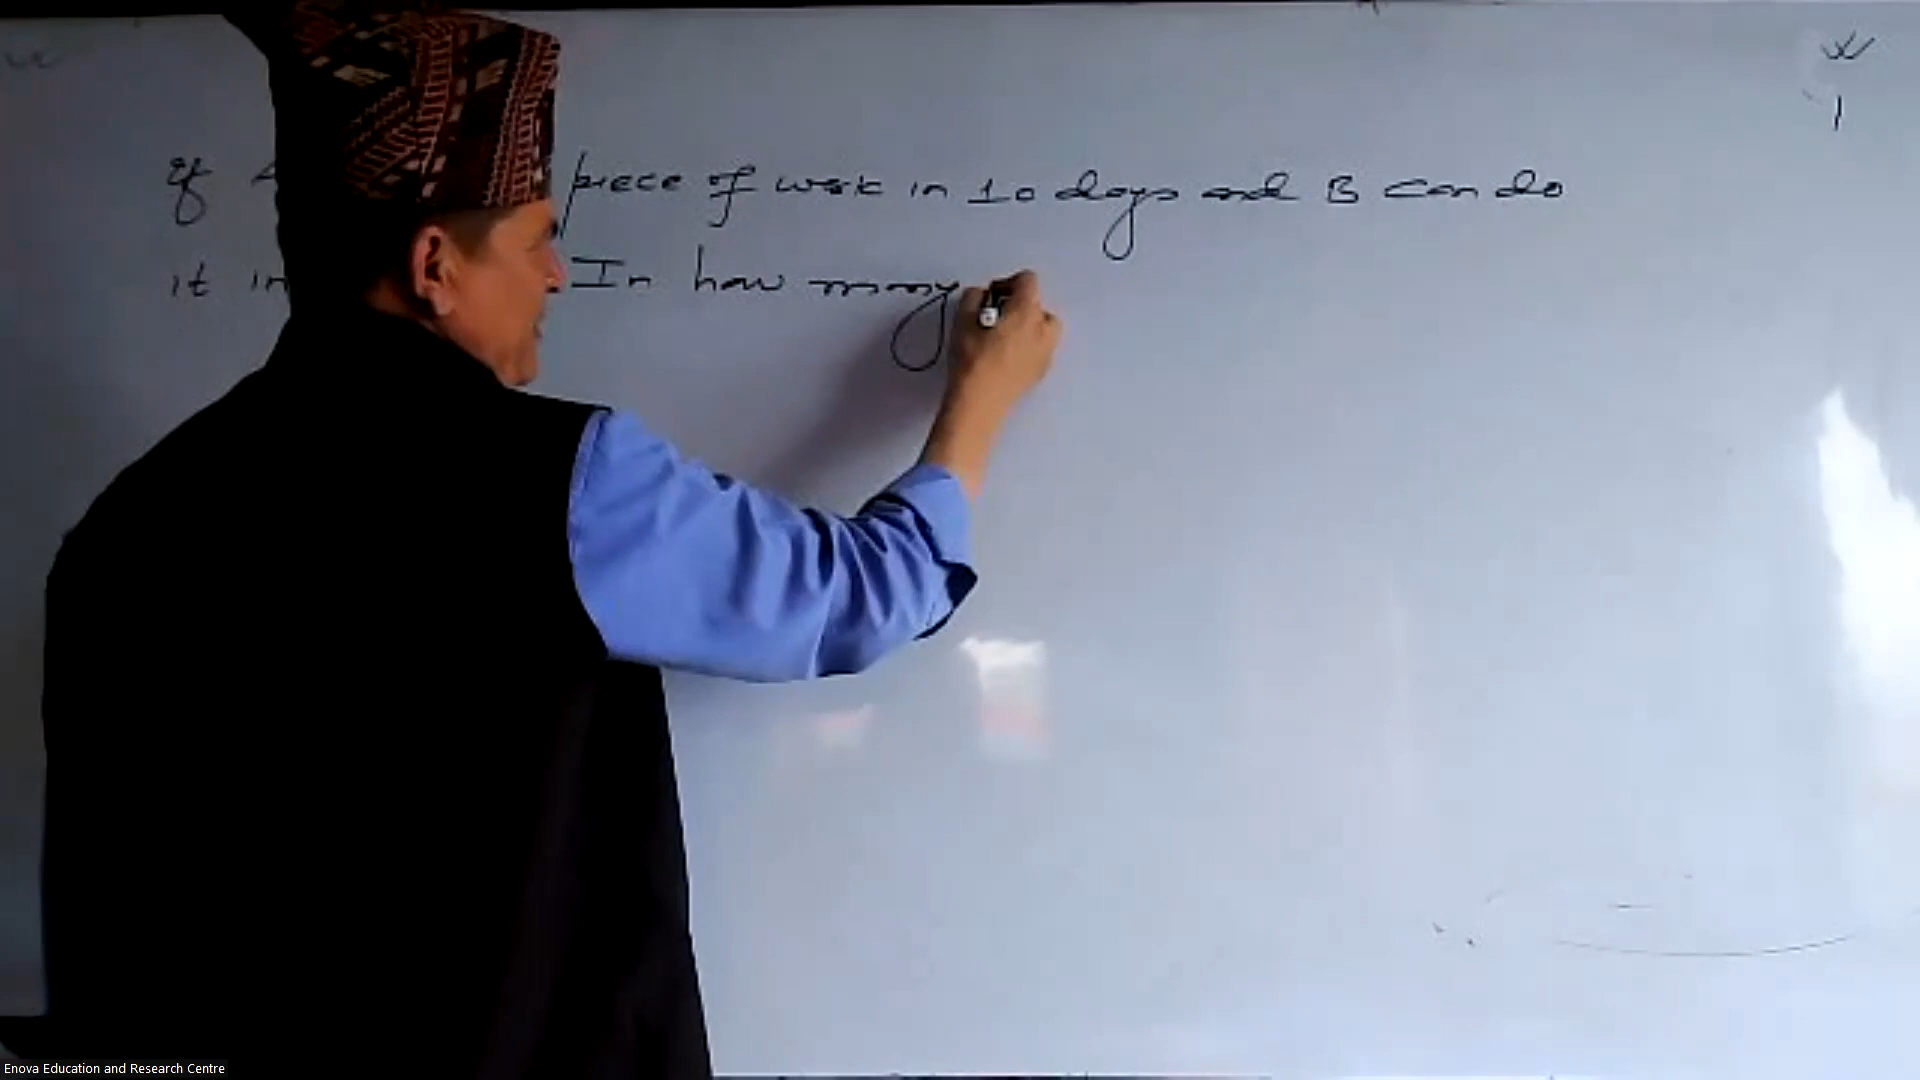 If
piece of work in 10 days and B can do
it in
In how many
Enova Education and Research Centre